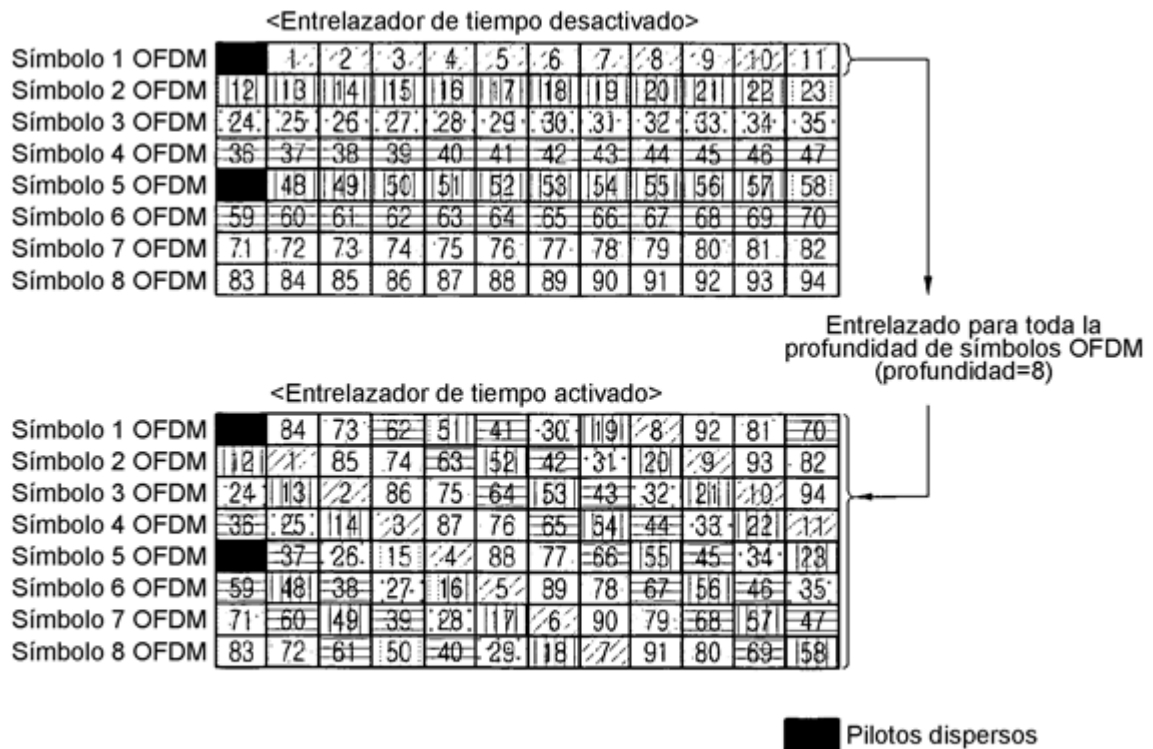 <Entrelazador de tiempo desactivado>
Símbolo 1 OFDM 1 2 3 4 5 6 7 8 9 10 11
Símbolo 2 OFDM 12 13 14 15 16 17 18 19 20 21 22 23
Símbolo 3 OFDM 24 25 26 27 28 29 30 31 32 33 34 35
Símbolo 4 OFDM 36 37 38 39 40 41 42 43 44 45 46 47
Símbolo 5 OFDM 48 49 50 51 52 53 54 55 56 57 58
Símbolo 6 OFDM 59 60 61 62 63 64 65 66 67 68 69 70
Símbolo 7 OFDM 71 72 73 74 75 76 77 78 79 80 81 82
Símbolo 8 OFDM 83 84 85 86 87 88 89 90 91 92 93 94
Entrelazado para toda la
profundidad de símbolos OFDM
(profundidad=8)
<Entrelazador de tiempo activado>
Símbolo 1 OFDM 84 73 62 51 41 30 19 8 92 81 70
Símbolo 2 OFDM 12 1 85 74 63 52 42 31 20 9 93 82
Símbolo 3 OFDM 24 13 2 86 75 64 53 43 32 21 10 94
Símbolo 4 OFDM 36 25 14 3 87 76 65 54 44 33 22 11
Símbolo 5 OFDM 37 26 15 4 88 77 66 55 45 34 23
Símbolo 6 OFDM 59 48 38 27 16 5 89 78 67 56 46 35
Símbolo 7 OFDM 71 60 49 39 28 17 6 90 79 68 57 47
Símbolo 8 OFDM 83 72 61 50 40 29 18 7 91 80 69 58
Pilotos dispersos